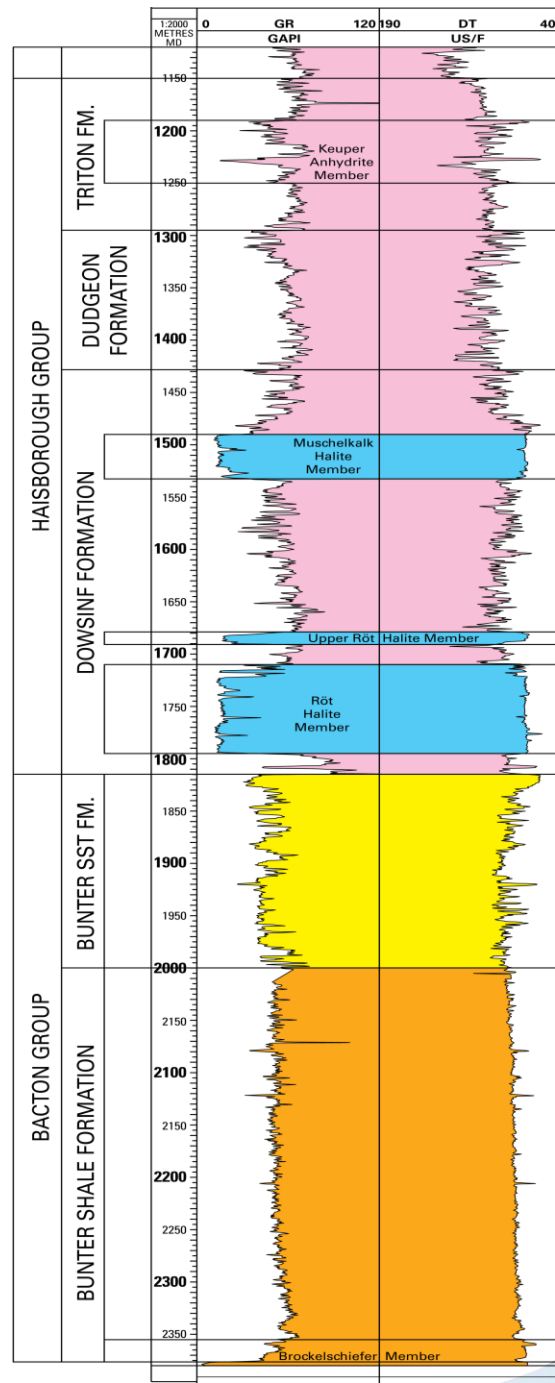 1:2000
METRES
MD
0 GR 120
GAPI
190 DT 40
US/F
1150
1200
1250
1300
1350
1400
1450
1500
1550
1600
1650
1700
1750
1800
1850
1900
1950
2000
2050
2100
2150
2100
2150
2200
2250
2300
2350
HAISBOROUGH GROUP
BACTON GROUP
TRITON FM.
DUDGEON
FORMATION
DOWSINF FORMATION
BUNTER SST FM.
BUNTER SHALE FORMATION
Keuper
Anhydrite
Member
Muschelkalk
Halite
Member
Upper Röt Halite Member
Röt
Halite
Member
Brockelschiefer Member